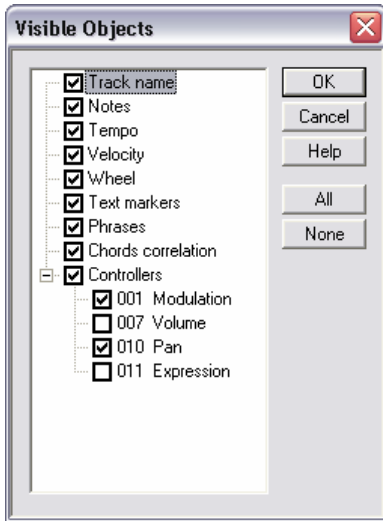 Visible Objects
Track name
Notes
Tempo
Velocity
Wheel
Text markers
Phrases
Chords correlation
Controllers
001 Modulation
007 Volume
010 Pan
011 Expression
OK
Cancel
Help
All
None